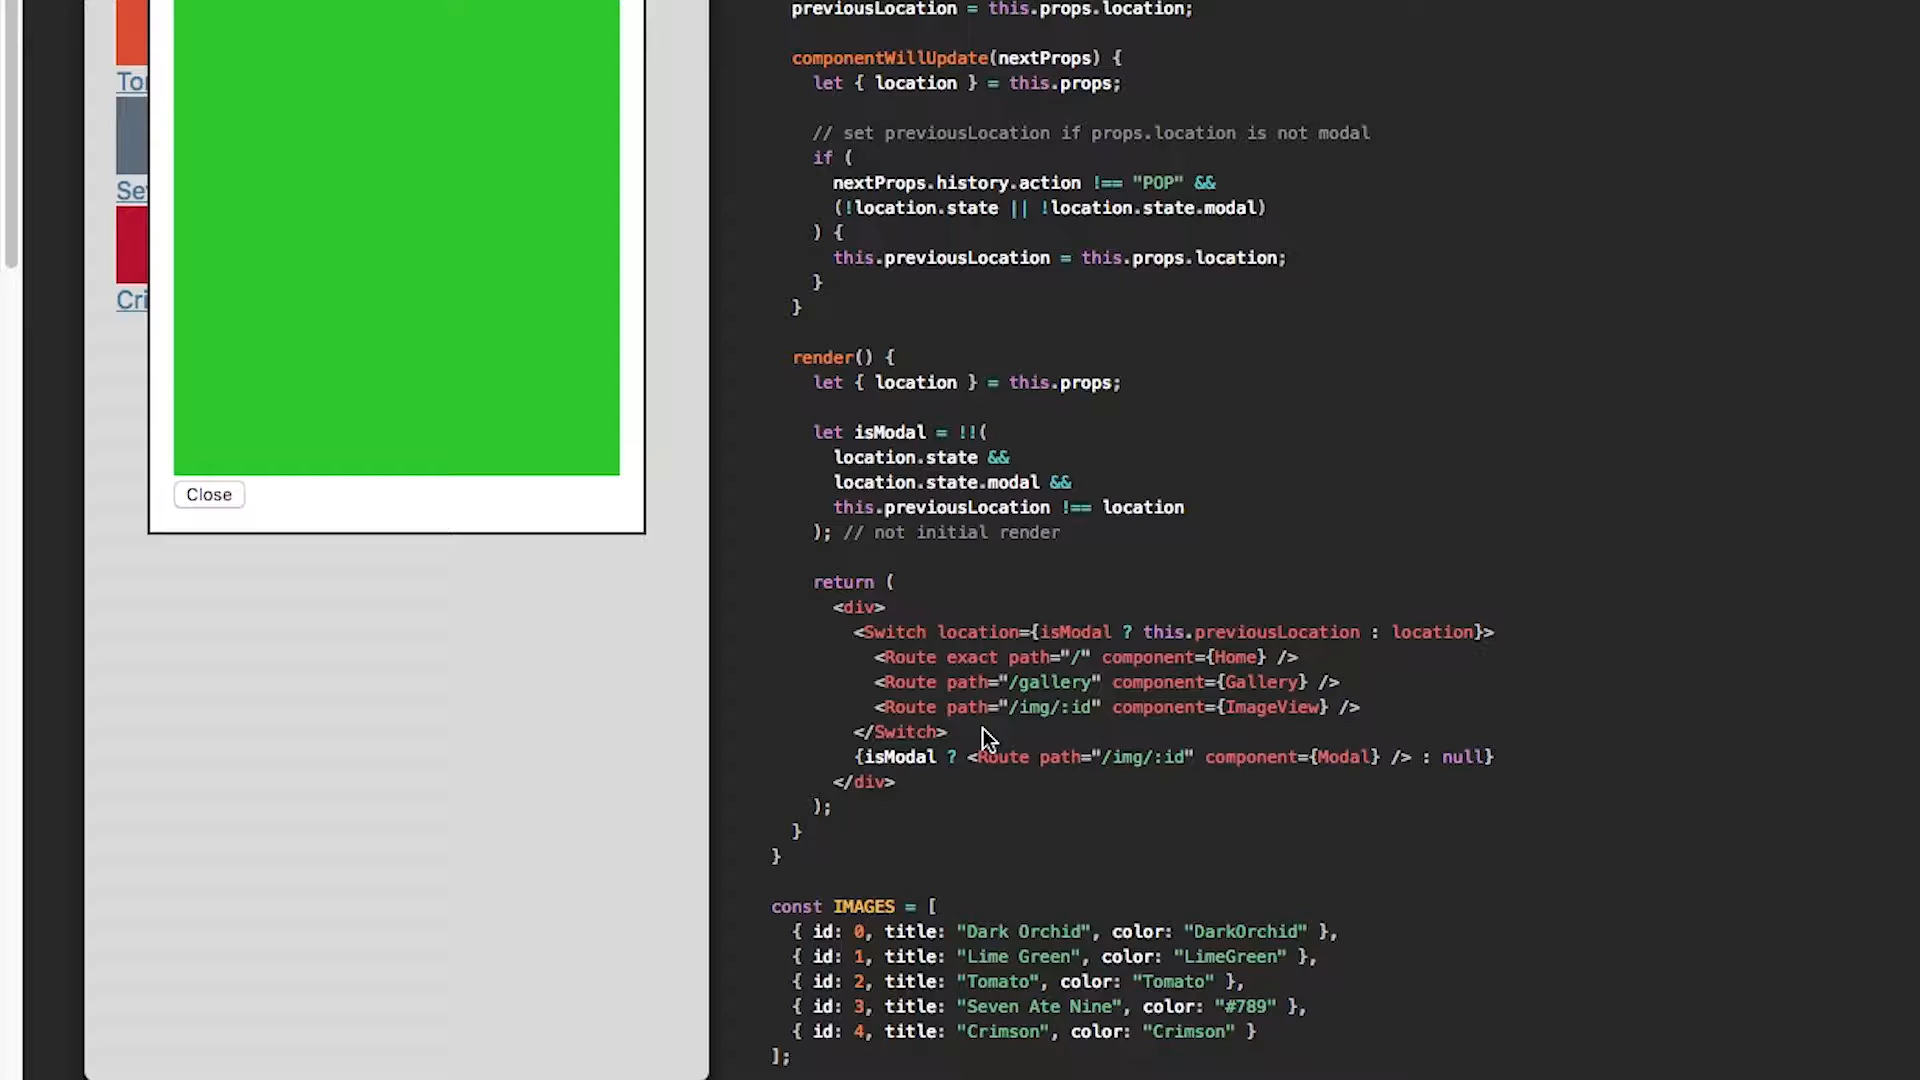 Tor
Se
Cri
Close
previousLocation = this.props.location;
componentWillUpdate(nextProps) {
let { location } = this.props;
// set previousLocation if props.location is not modal
if (
nextProps.history.action !== "POP" &&
(!location.state || !location.state.modal)
) {
this.previousLocation = this.props.location;
}
}
render() {
let { location } = this.props;
let isModal = !!(
location.state &&
location.state.modal &&
this.previousLocation !== location
); // not initial render
return (
<div>
<Switch location={isModal ? this.previousLocation : location}>
<Route exact path="/" component={Home} />
<Route path="/gallery" component={Gallery} />
<Route path="/img/:id" component={ImageView} />
</Switch>
{isModal ? <Route path="/img/:id" component={Modal} /> : null}
</div>
);
}
}
const IMAGES = [
{ id: 0, title: "Dark Orchid", color: "DarkOrchid" },
{ id: 1, title: "Lime Green", color: "LimeGreen" },
{ id: 2, title: "Tomato", color: "Tomato" },
{ id: 3, title: "Seven Ate Nine", color: "#789" },
{ id: 4, title: "Crimson", color: "Crimson" }
];